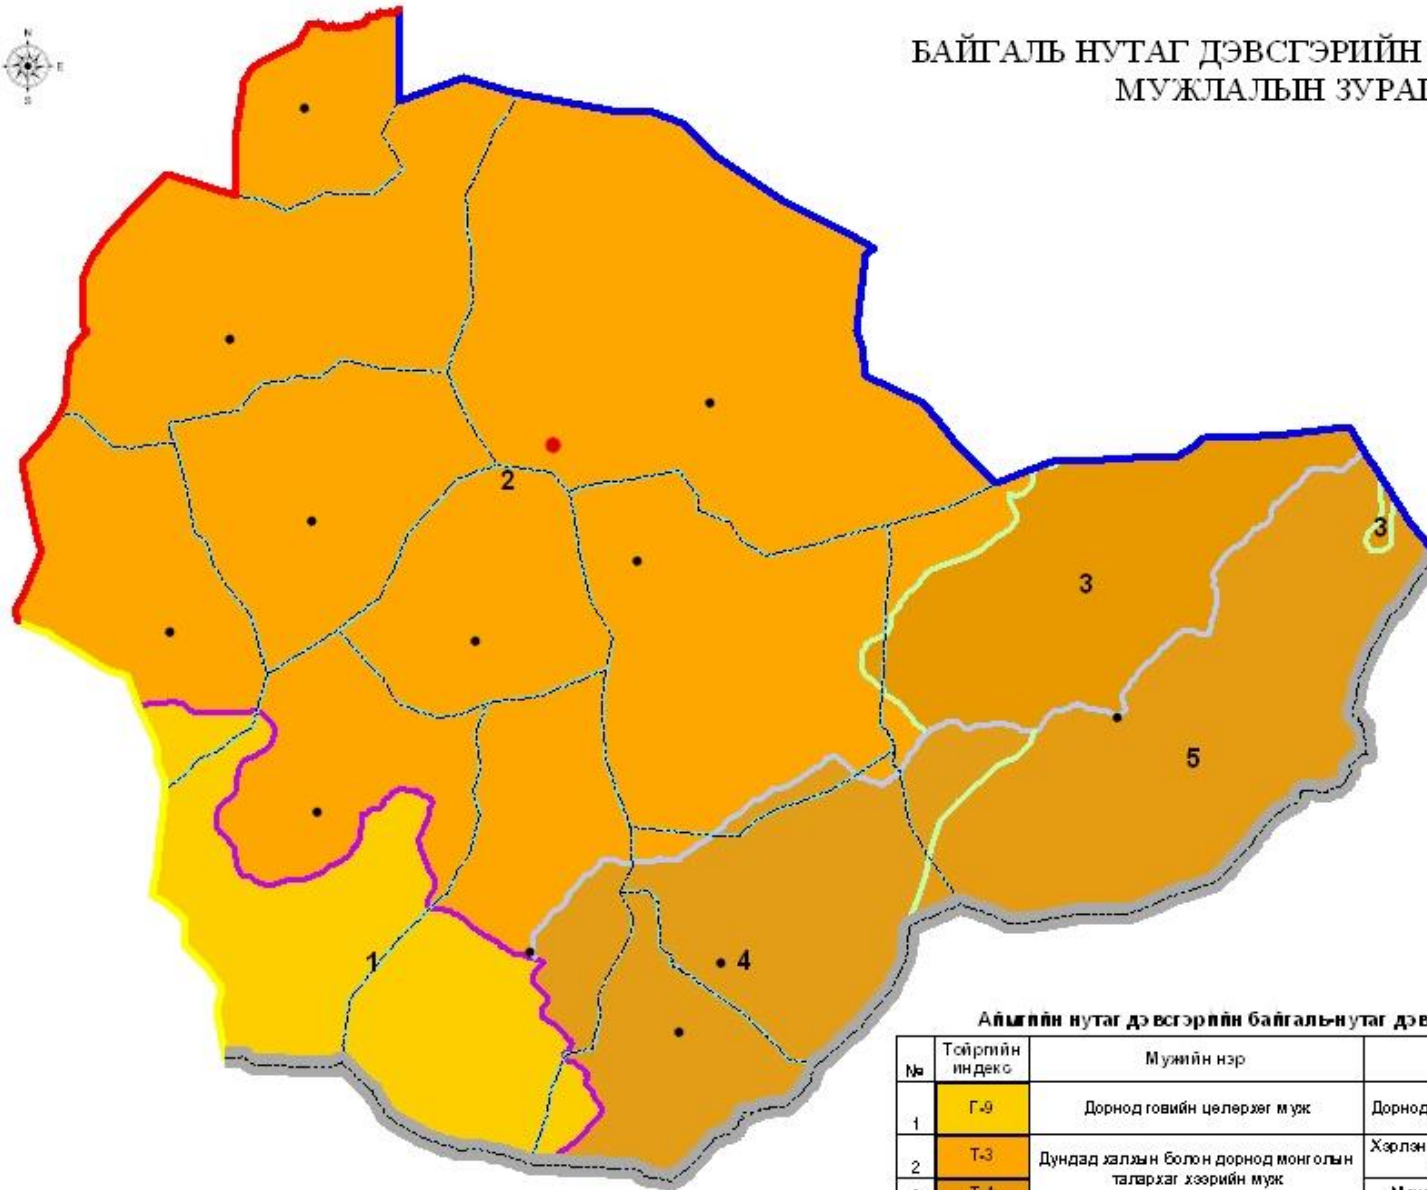 N
E
S
БАЙГАЛЬ НУТАГ ДЭВСГЭРИЙН
МУЖЛАЛЫН ЗУРАГ
2
3
3
5
4
1
Аймгийн нутаг дэвсгэрийн байгаль-нутаг дэв
№ Тойргийн индекс Мужийн нэр
1 Г-9 Дорнод говийн цөлөрхөг муж Дорнод
2 Т-3 Дундад халхын болон дорнод монголын талархаг хээрийн муж Хэрлэн